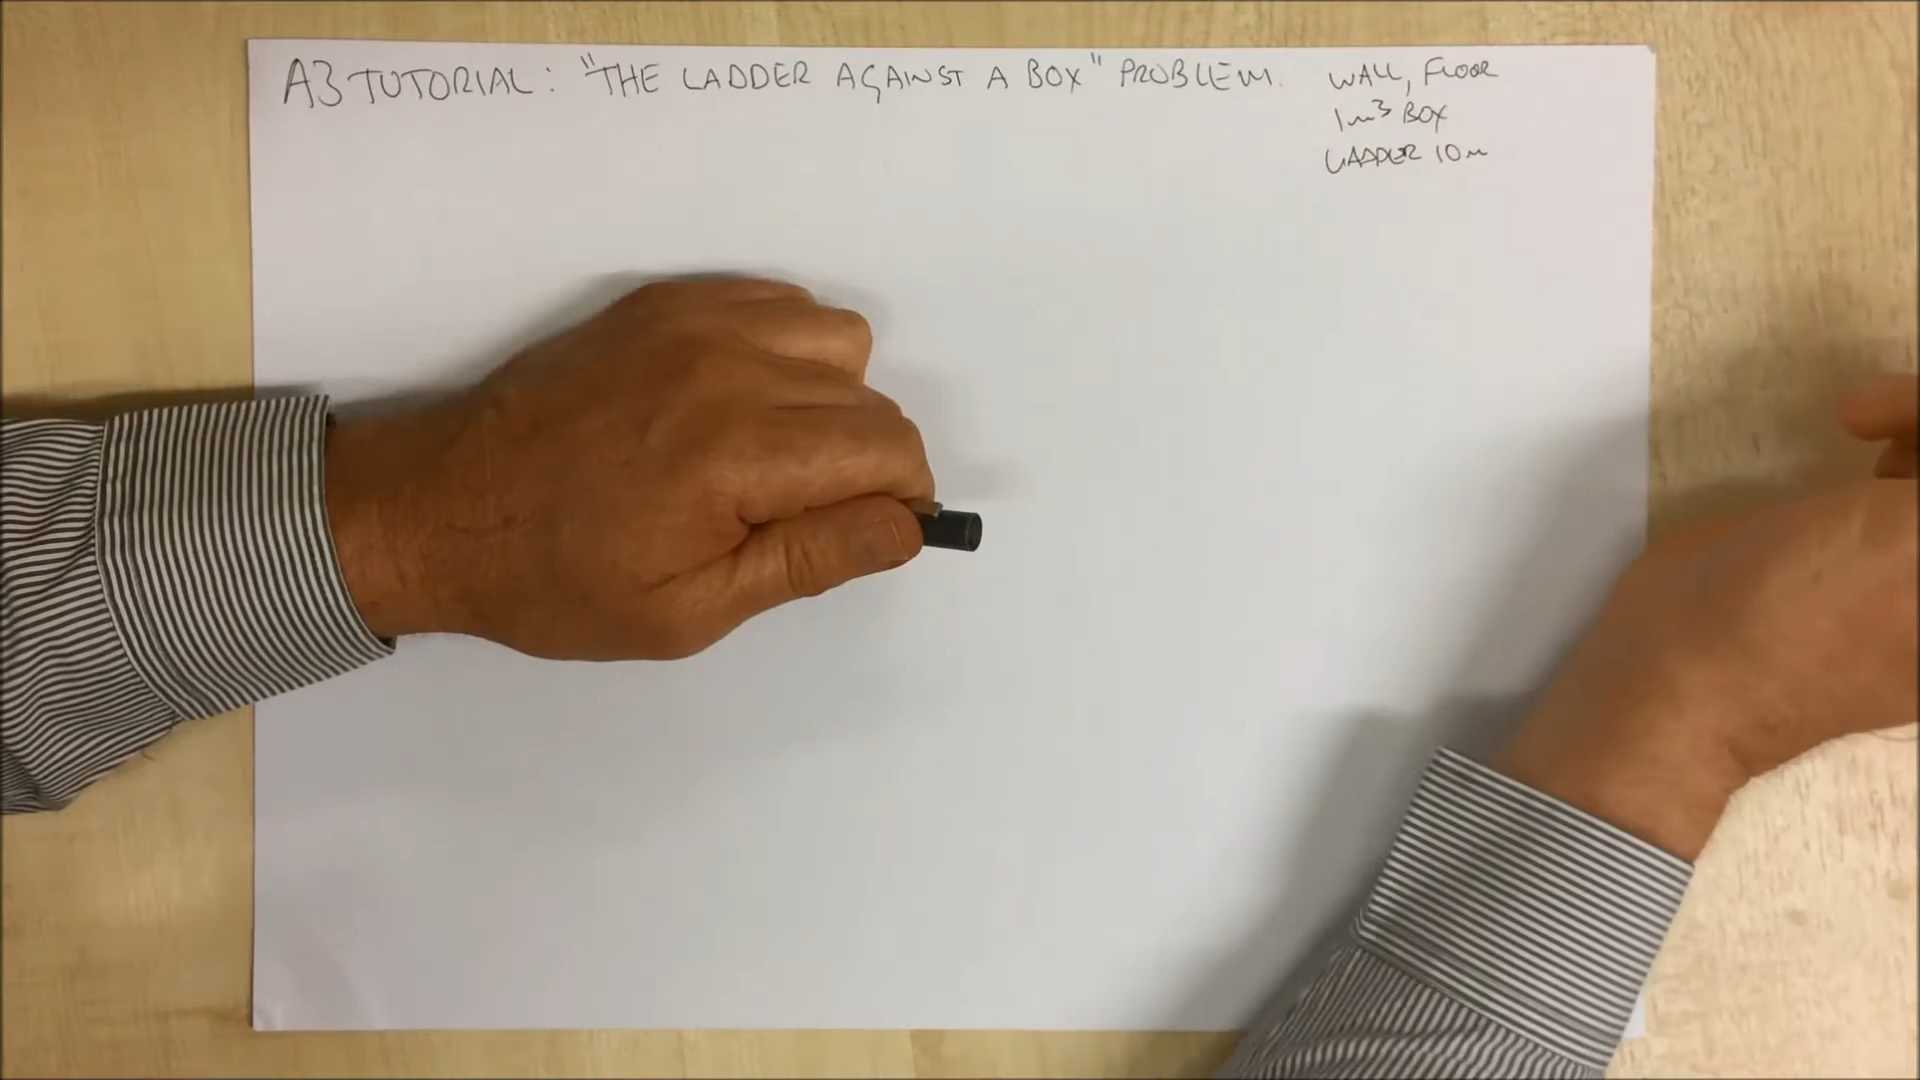 A3 TUTORIAL: "THE LADDER AGAINST A BOX" PROBLEM.
WALL, FLOOR
1m³ BOX
LADDER 10m